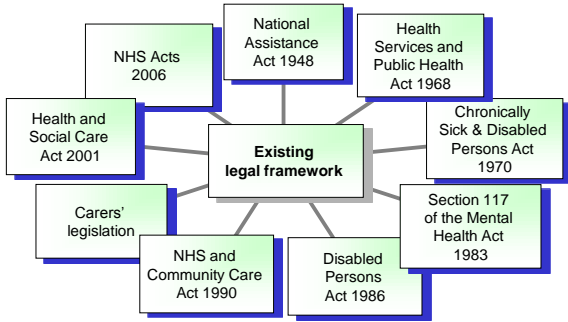 National
Assistance
Act 1948
Health
Services and
Public Health
Act 1968
NHS Acts
2006
Chronically
Sick & Disabled
Persons Act
1970
Health and
Social Care
Act 2001
Existing
legal framework
Section 117
of the Mental
Health Act
1983
Carers’
legislation
NHS and
Community Care
Act 1990
Disabled
Persons
Act 1986